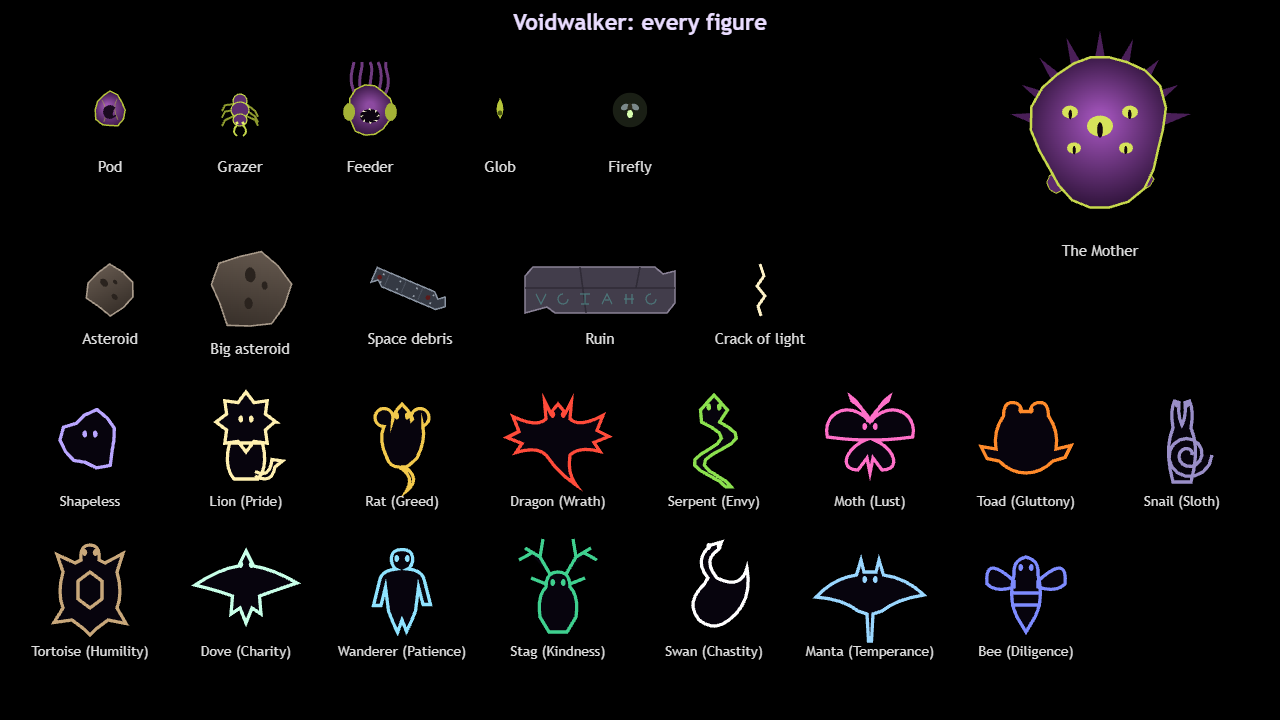 Voidwalker: every figure
Pod
Grazer
Feeder
Glob
Firefly
The Mother
V C I A H C
Asteroid
Big asteroid
Space debris
Ruin
Crack of light
Shapeless
Lion (Pride)
Rat (Greed)
Dragon (Wrath)
Serpent (Envy)
Moth (Lust)
Toad (Gluttony)
Snail (Sloth)
Tortoise (Humility)
Dove (Charity)
Wanderer (Patience)
Stag (Kindness)
Swan (Chastity)
Manta (Temperance)
Bee (Diligence)